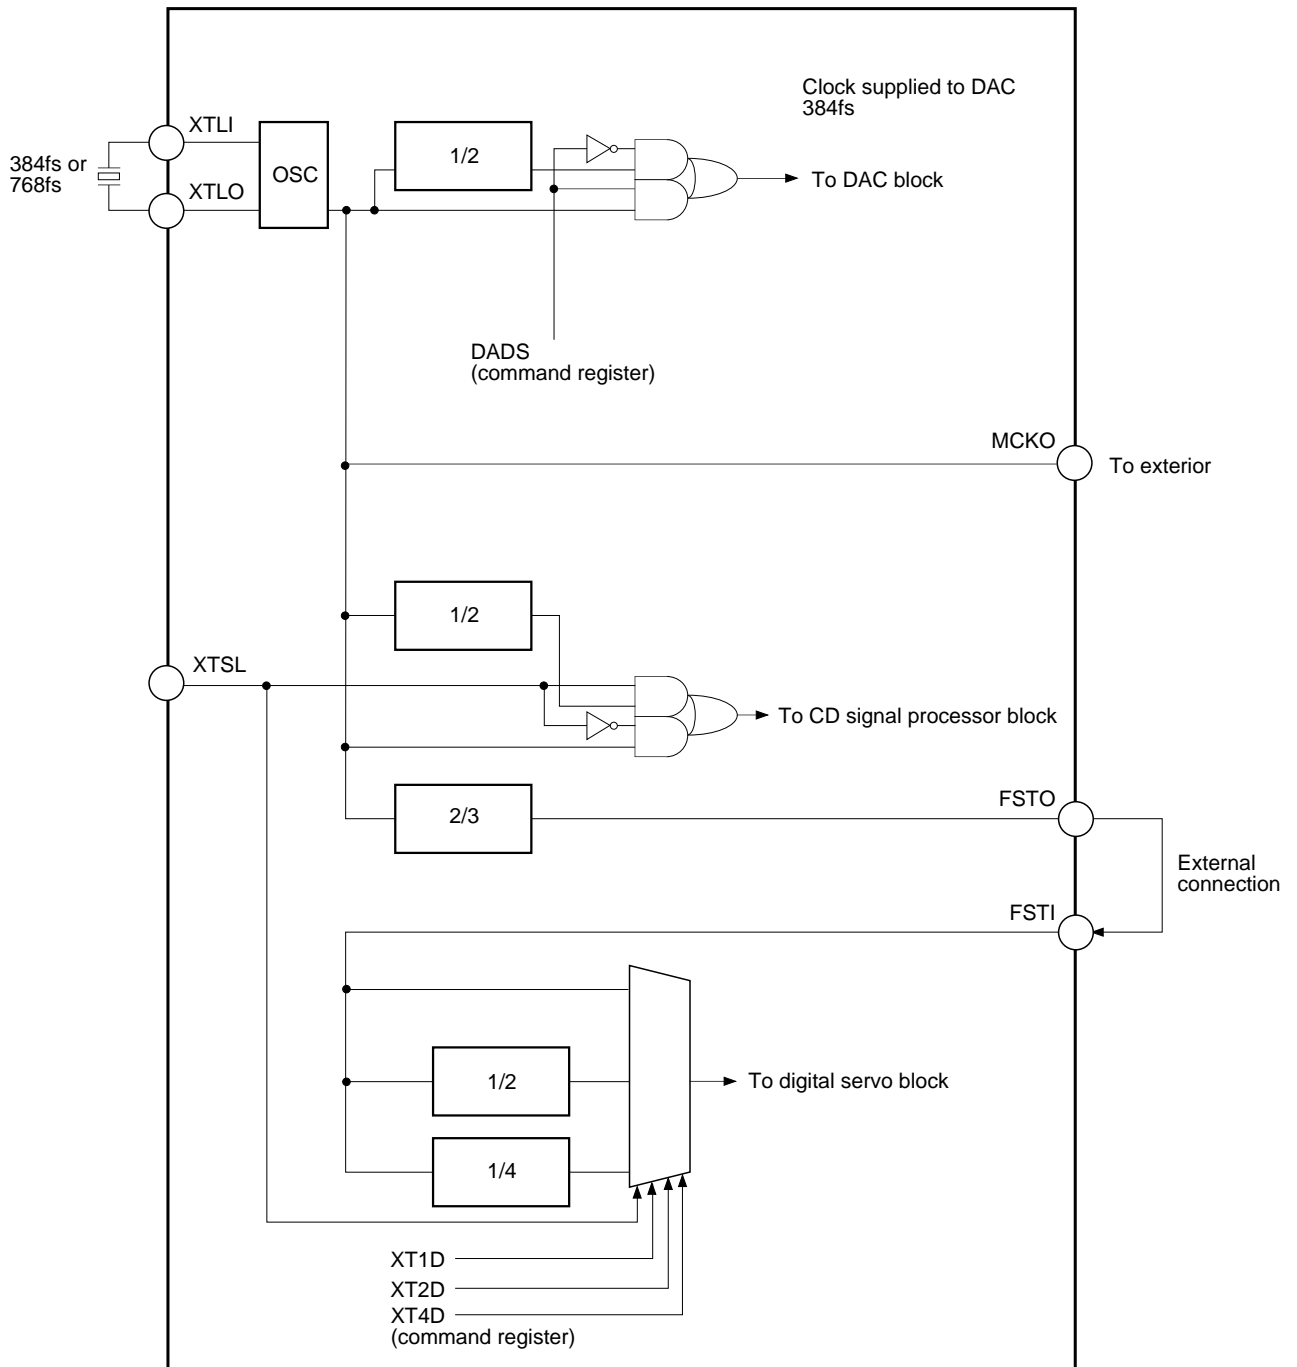 Clock supplied to DAC
384fs
XTLI
384fs or
768fs
OSC
1/2
XTLO
To DAC block
DADS
(command register)
MCKO
To exterior
1/2
XTSL
To CD signal processor block
FSTO
2/3
External
connection
FSTI
1/2
To digital servo block
1/4
XT1D
XT2D
XT4D
(command register)